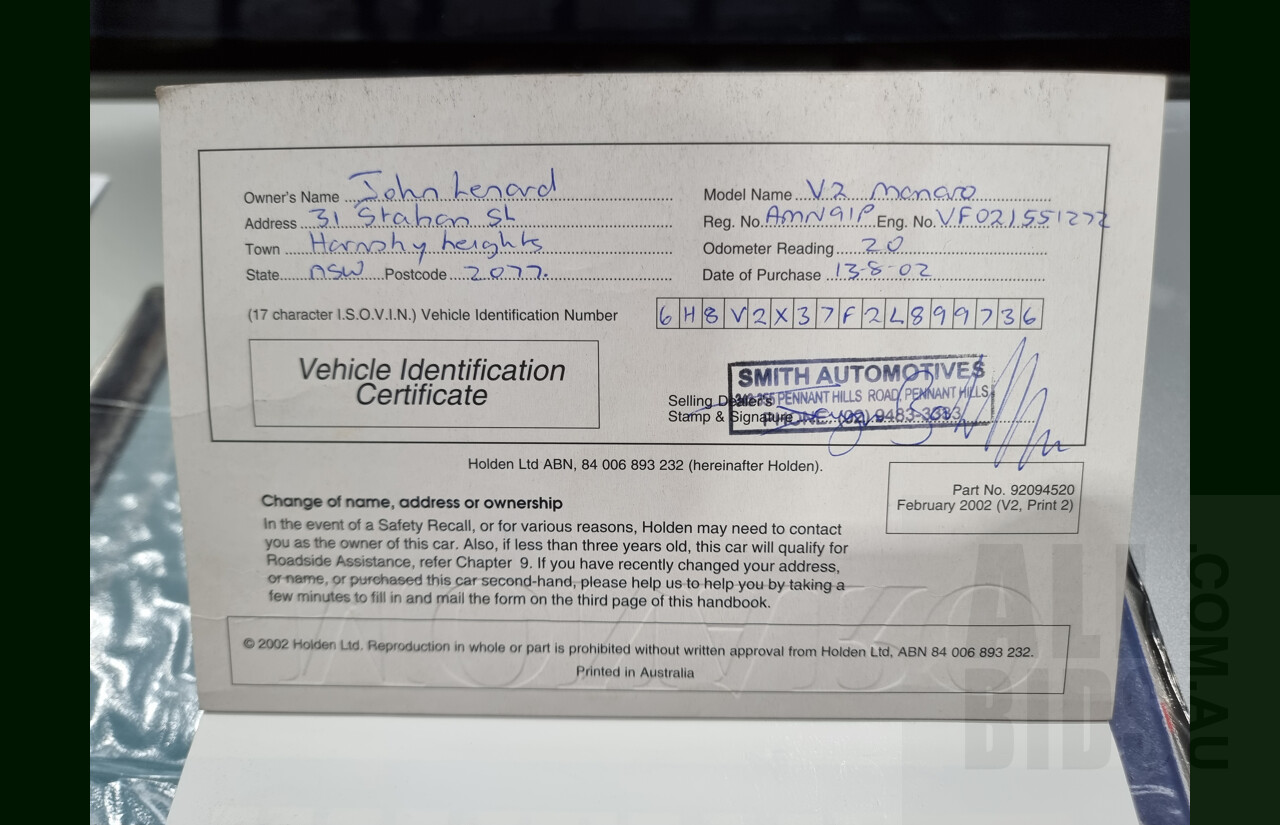 Owner's Name John Lenard
Address 31 Strahan St
Town Hornsby heights
State NSW Postcode 2077.
Model Name V2 Monaro
Reg. No. AMN91P Eng. No. VF021551272
Odometer Reading 20
Date of Purchase 13-8-02
(17 character I.S.O.V.I.N.) Vehicle Identification Number 6H8V2X37F2L899736
Vehicle Identification
Certificate
SMITH AUTOMOTIVES
PENNANT HILLS ROAD, PENNANT HILLS
PHONE: (02) 9483-3333
Selling Dealer's
Stamp & Signature
Holden Ltd ABN, 84 006 893 232 (hereinafter Holden).
Part No. 92094520
February 2002 (V2, Print 2)
Change of name, address or ownership
In the event of a Safety Recall, or for various reasons, Holden may need to contact
you as the owner of this car. Also, if less than three years old, this car will qualify for
Roadside Assistance, refer Chapter 9. If you have recently changed your address,
or name, or purchased this car second-hand, please help us to help you by taking a
few minutes to fill in and mail the form on the third page of this handbook.
MONARO
© 2002 Holden Ltd. Reproduction in whole or part is prohibited without written approval from Holden Ltd, ABN 84 006 893 232.
Printed in Australia
ALL
BIDS
.COM.AU